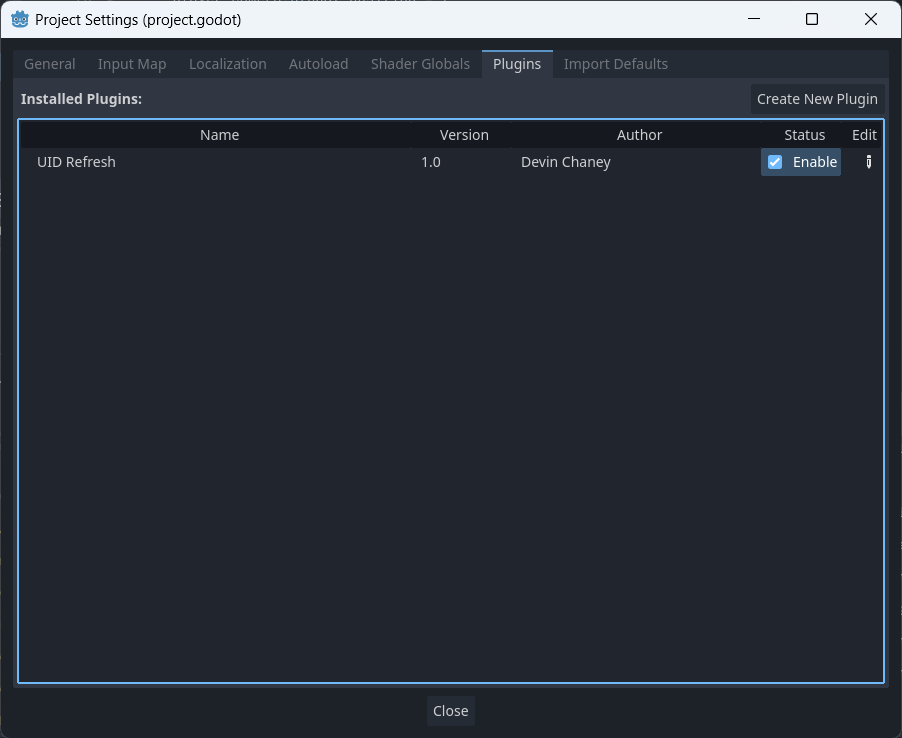 Project Settings (project.godot)
General Input Map Localization Autoload Shader Globals Plugins Import Defaults
Installed Plugins: Create New Plugin
Name Version Author Status Edit
UID Refresh 1.0 Devin Chaney Enable
Close